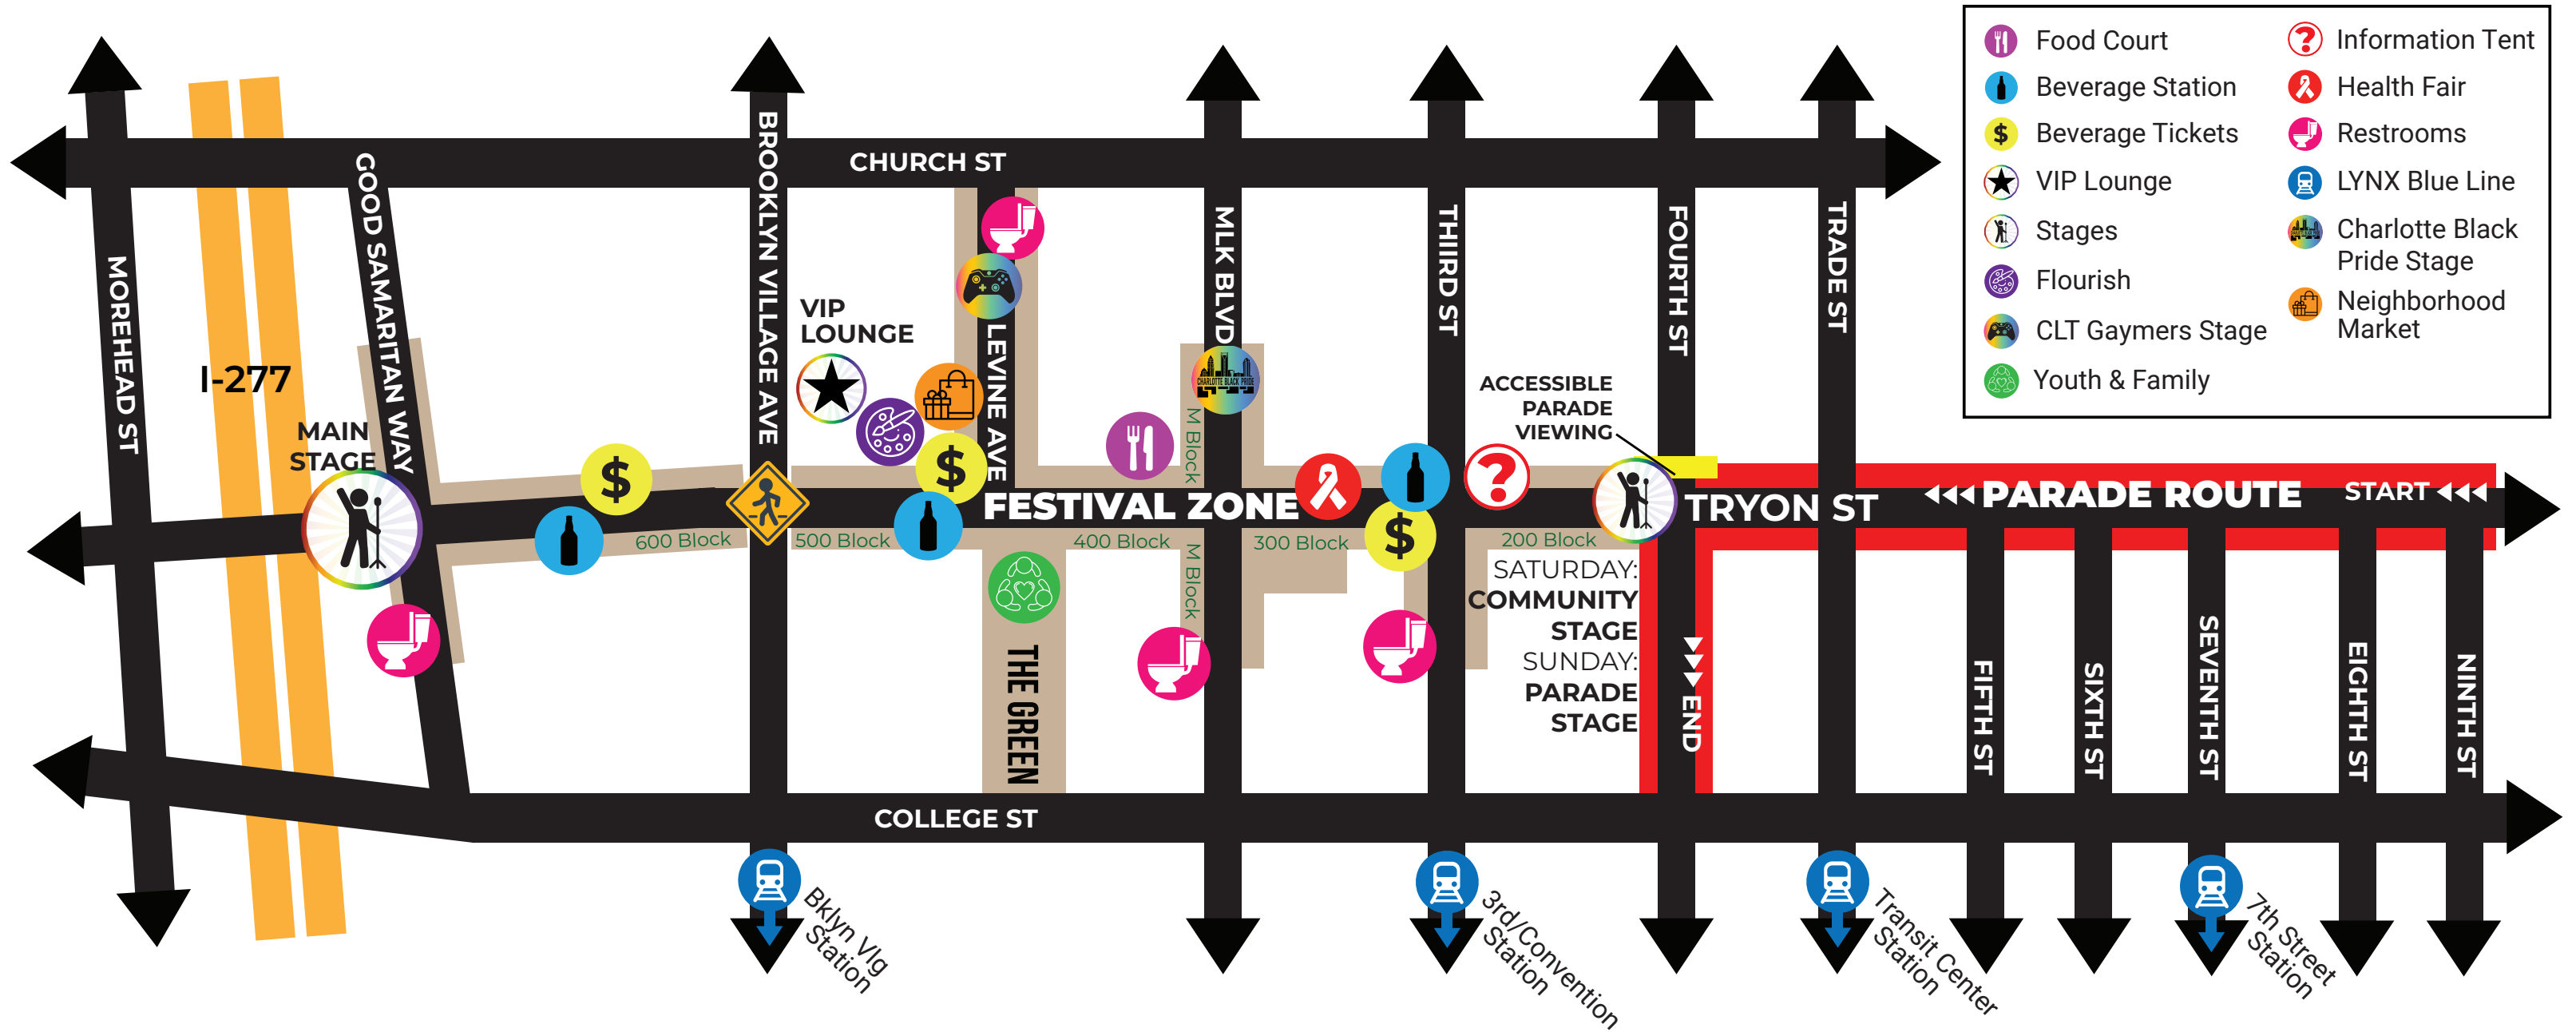 Food Court
Beverage Station
Beverage Tickets
VIP Lounge
Stages
Flourish
CLT Gaymers Stage
Youth & Family
Information Tent
Health Fair
Restrooms
LYNX Blue Line
Charlotte Black
Pride Stage
Neighborhood
Market
CHURCH ST
MOREHEAD ST
I-277
GOOD SAMARITAN WAY
BROOKLYN VILLAGE AVE
LEVINE AVE
MLK BLVD
THIIRD ST
FOURTH ST
TRADE ST
VIP
LOUNGE
MAIN
STAGE
CHARLOTTE BLACK PRIDE
ACCESSIBLE
PARADE
VIEWING
M Block
$
$
?
FESTIVAL ZONE
TRYON ST
PARADE ROUTE
START
600 Block
500 Block
400 Block
300 Block
$
200 Block
M Block
THE GREEN
SATURDAY:
COMMUNITY
STAGE
SUNDAY:
PARADE
STAGE
END
FIFTH ST
SIXTH ST
SEVENTH ST
EIGHTH ST
NINTH ST
COLLEGE ST
Bklyn Vlg
Station
3rd/Convention
Station
Transit Center
Station
7th Street
Station